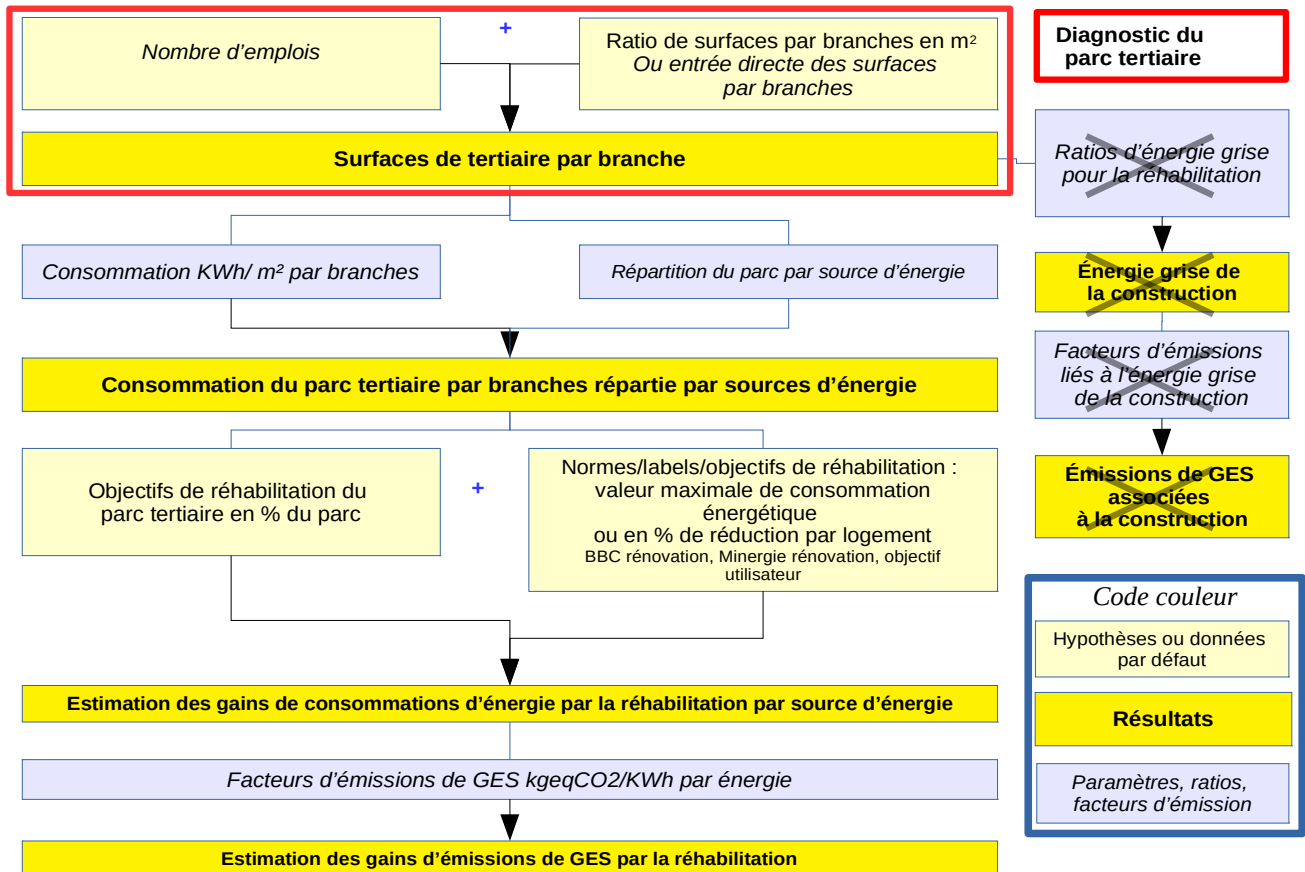 Nombre d'emplois
+
Ratio de surfaces par branches en m²
Ou entrée directe des surfaces
par branches
Surfaces de tertiaire par branche
Diagnostic du
parc tertiaire
Ratios d'énergie grise
pour la réhabilitation
Énergie grise de
la construction
Facteurs d'émissions
liés à l'énergie grise
de la construction
Émissions de GES
associées
à la construction
Consommation KWh/ m² par branches
Répartition du parc par source d'énergie
Consommation du parc tertiaire par branches répartie par sources d'énergie
Objectifs de réhabilitation du
parc tertiaire en % du parc
+
Normes/labels/objectifs de réhabilitation :
valeur maximale de consommation
énergétique
ou en % de réduction par logement
BBC rénovation, Minergie rénovation, objectif
utilisateur
Estimation des gains de consommations d'énergie par la réhabilitation par source d'énergie
Facteurs d'émissions de GES kgeqCO2/KWh par énergie
Estimation des gains d'émissions de GES par la réhabilitation
Code couleur
Hypothèses ou données
par défaut
Résultats
Paramètres, ratios,
facteurs d'émission